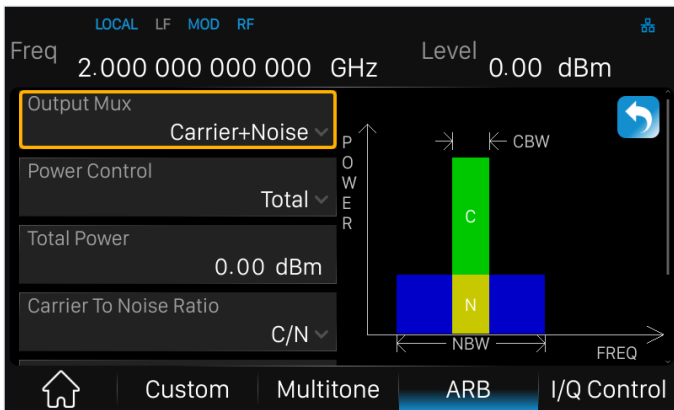 LOCAL LF MOD RF
Freq 2.000 000 000 000 GHz Level 0.00 dBm
Output Mux
Carrier+Noise
Power Control
Total
Total Power
0.00 dBm
Carrier To Noise Ratio
C/N
POWER
CBW
C
N
NBW
FREQ
Custom Multitone ARB I/Q Control